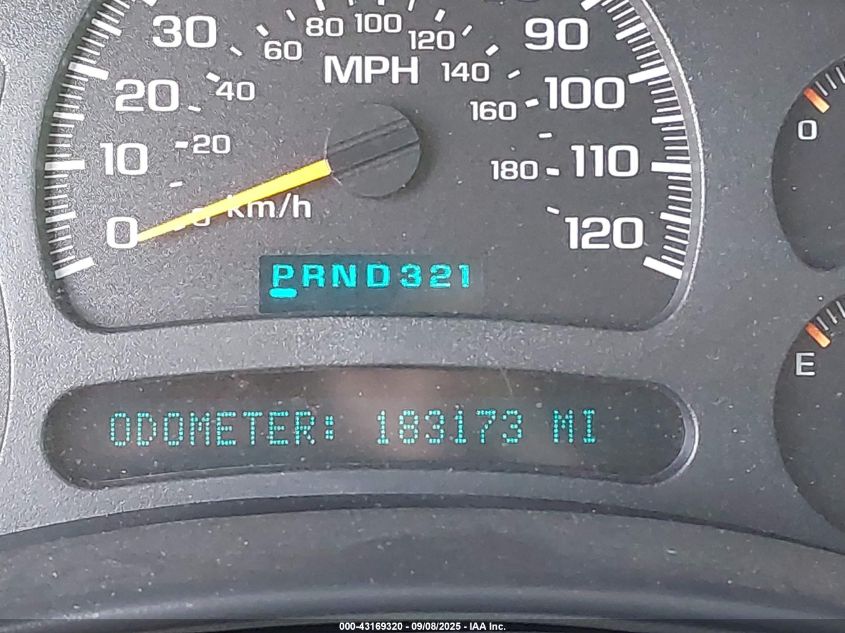 80 100 120
30 60 90
MPH 140
20 40 160 100
10 20 180 110
0 km/h 120
PRND321
0
E
ODOMETER: 183173 MI
000-43169320 - 09/08/2025 - IAA Inc.